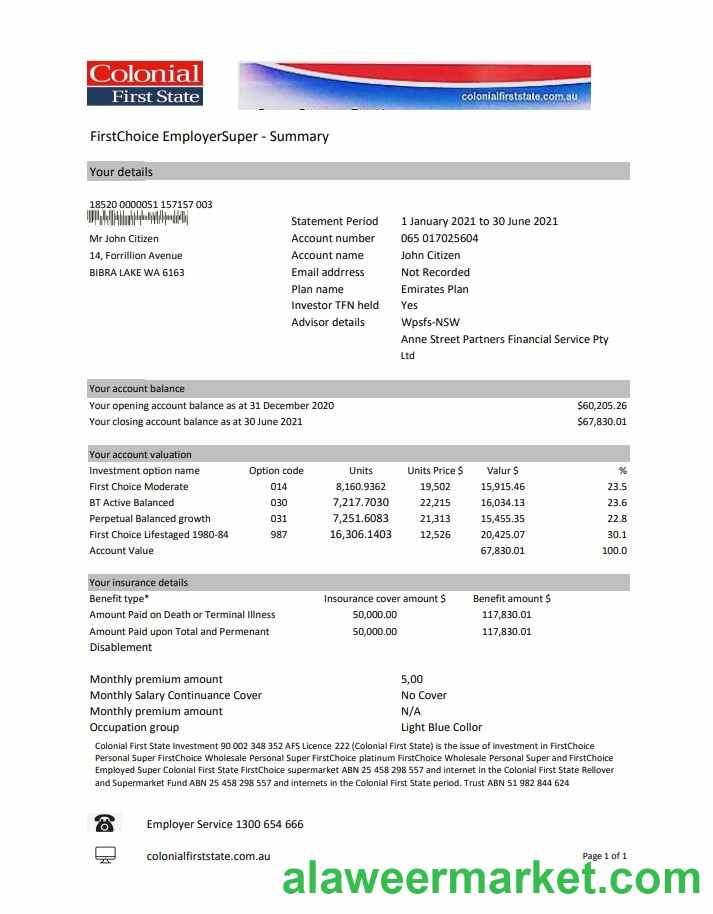 Colonial
First State
colonialfirststate.com.au
FirstChoice EmployerSuper - Summary
Your details
18520 0000051 157157 003
Mr John Citizen
14, Forrillion Avenue
BIBRA LAKE WA 6163
Statement Period 1 January 2021 to 30 June 2021
Account number 065 017025604
Account name John Citizen
Email addrress Not Recorded
Plan name Emirates Plan
Investor TFN held Yes
Advisor details Wpsfs-NSW
Anne Street Partners Financial Service Pty
Ltd
Your account balance
Your opening account balance as at 31 December 2020 $60,205.26
Your closing account balance as at 30 June 2021 $67,830.01
Your account valuation
Investment option name Option code Units Units Price $ Valur $ %
First Choice Moderate 014 8,160.9362 19,502 15,915.46 23.5
BT Active Balanced 030 7,217.7030 22,215 16,034.13 23.6
Perpetual Balanced growth 031 7,251.6083 21,313 15,455.35 22.8
First Choice Lifestaged 1980-84 987 16,306.1403 12,526 20,425.07 30.1
Account Value 67,830.01 100.0
Your insurance details
Benefit type* Insourance cover amount $ Benefit amount $
Amount Paid on Death or Terminal Illness 50,000.00 117,830.01
Amount Paid upon Total and Permenant 50,000.00 117,830.01
Disablement
Monthly premium amount 5,00
Monthly Salary Continuance Cover No Cover
Monthly premium amount N/A
Occupation group Light Blue Collor
Colonial First State Investment 90 002 348 352 AFS Licence 222 (Colonial First State) is the issue of investment in FirstChoice
Personal Super FirstChoice Wholesale Personal Super FirstChoice platinum FirstChoice Wholesale Personal Super and FirstChoice
Employed Super Colonial First State FirstChoice supermarket ABN 25 458 298 557 and internet in the Colonial First State Rellover
and Supermarket Fund ABN 25 458 298 557 and internets in the Colonial First State period. Trust ABN 51 982 844 624
Employer Service 1300 654 666
colonialfirststate.com.au
Page 1 of 1
alaweermarket.com